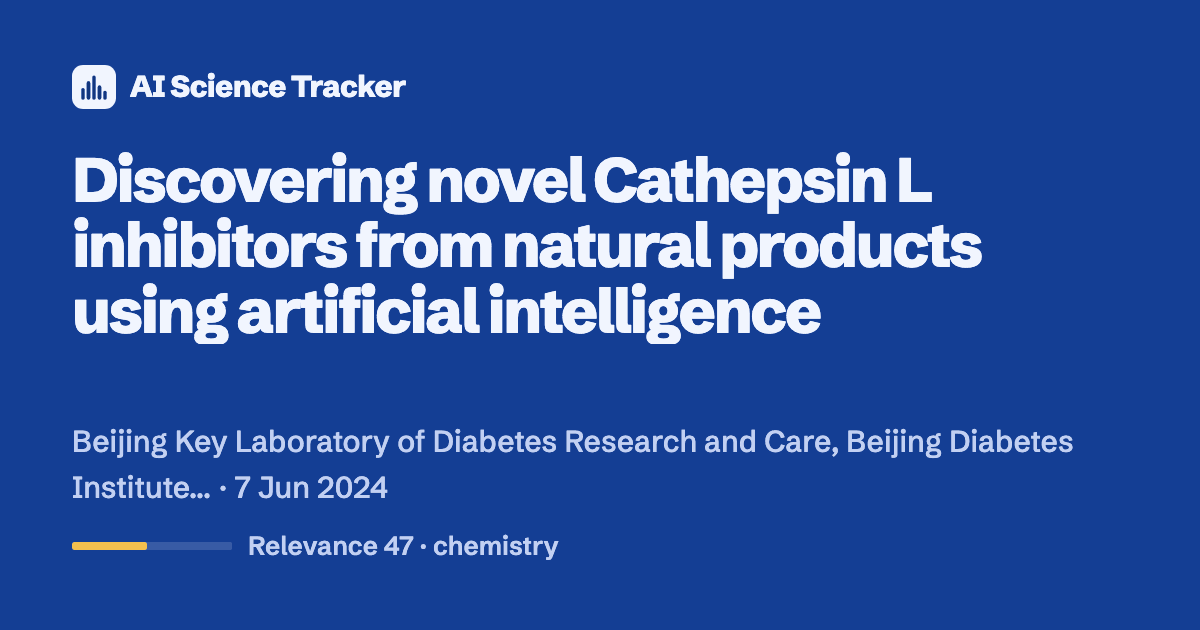 AI Science Tracker
Discovering novel Cathepsin L
inhibitors from natural products
using artificial intelligence
Beijing Key Laboratory of Diabetes Research and Care, Beijing Diabetes
Institute... · 7 Jun 2024
Relevance 47 · chemistry